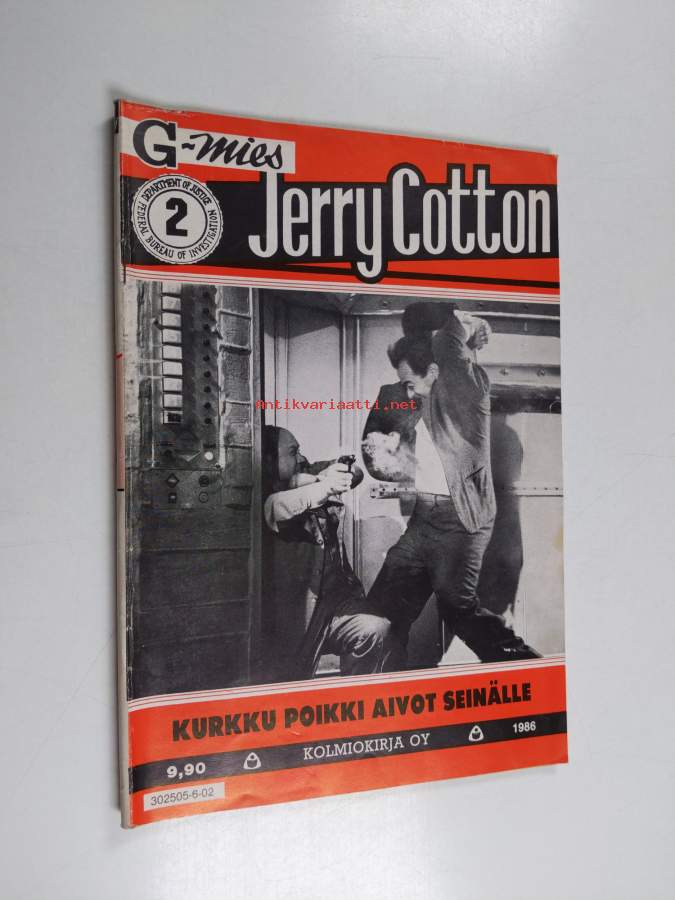 G-mies
Jerry Cotton
DEPARTMENT OF JUSTICE
2
FEDERAL BUREAU OF INVESTIGATION
Antikvariaatti.net
KURKKU POIKKI AIVOT SEINÄLLE
9,90 KOLMIOKIRJA OY 1986
302505-6-02